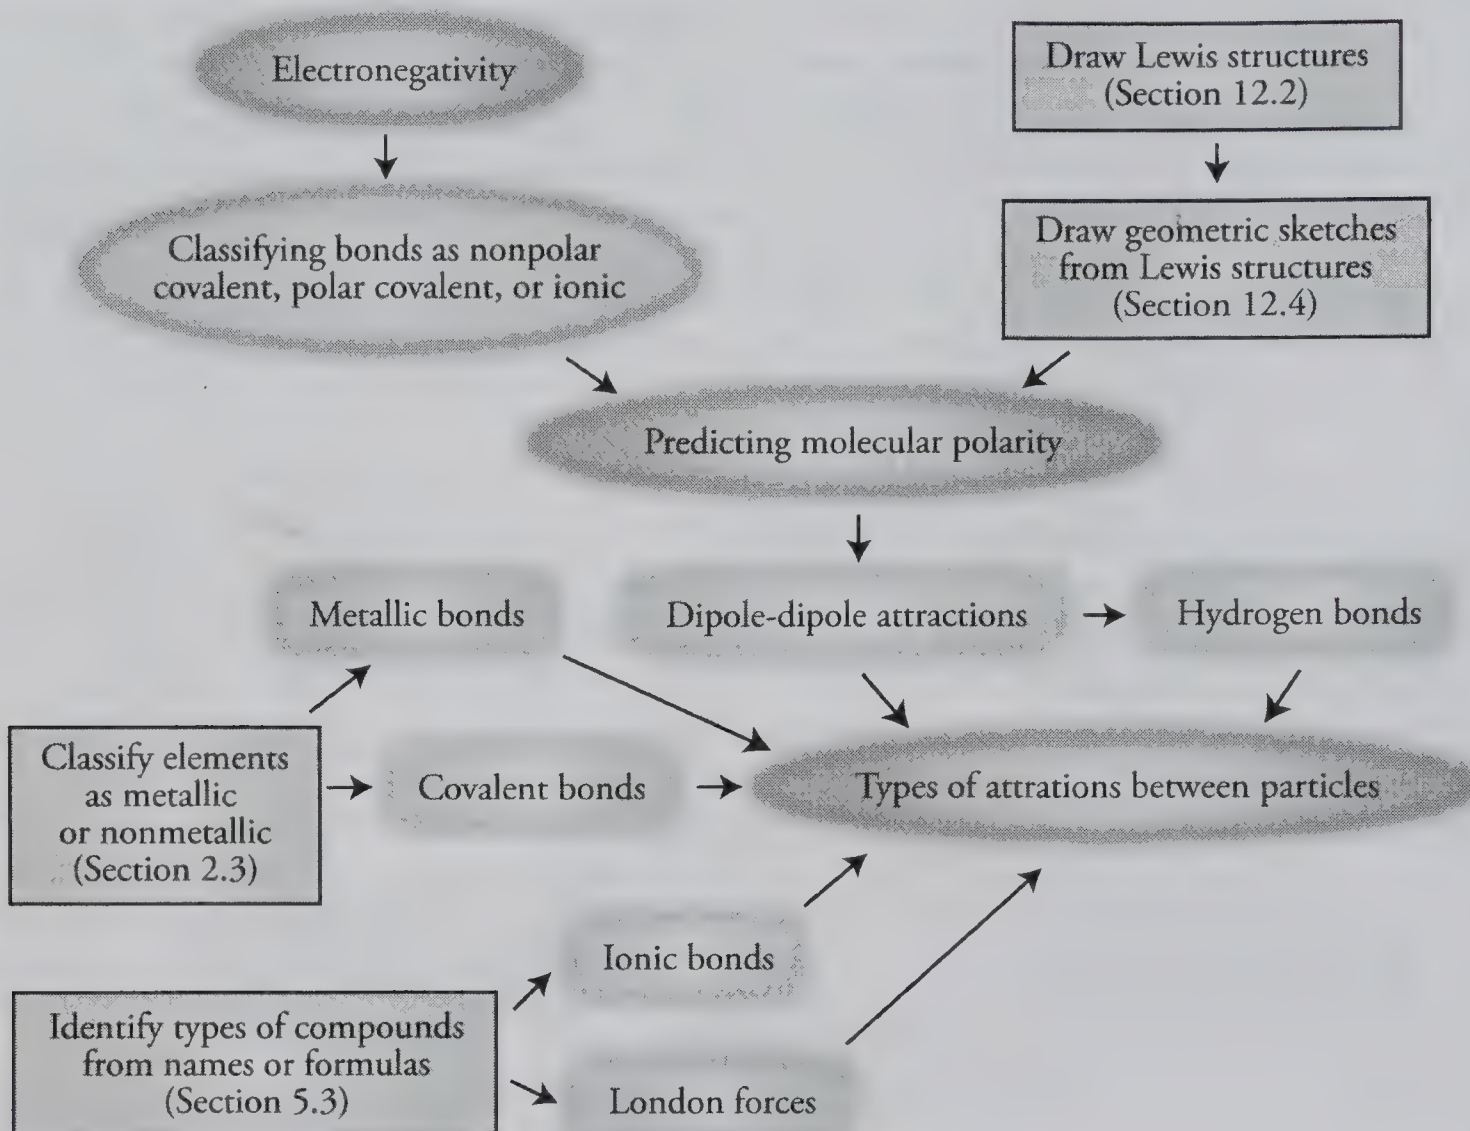 Electronegativity
Draw Lewis structures
(Section 12.2)
Classifying bonds as nonpolar
covalent, polar covalent, or ionic
Draw geometric sketches
from Lewis structures
(Section 12.4)
Predicting molecular polarity
Metallic bonds
Dipole-dipole attractions
Hydrogen bonds
Classify elements
as metallic
or nonmetallic
(Section 2.3)
Covalent bonds
Types of attrations between particles
Ionic bonds
Identify types of compounds
from names or formulas
(Section 5.3)
London forces